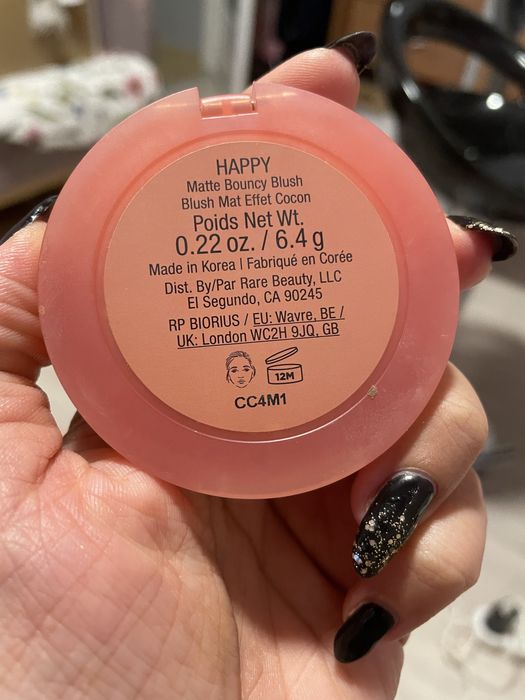 HAPPY
Matte Bouncy Blush
Blush Mat Effet Cocon
Poids Net Wt.
0.22 oz. / 6.4 g
Made in Korea | Fabriqué en Corée
Dist. By/Par Rare Beauty, LLC
El Segundo, CA 90245
RP BIORIUS / EU: Wavre, BE /
UK: London WC2H 9JQ, GB
12M
CC4M1